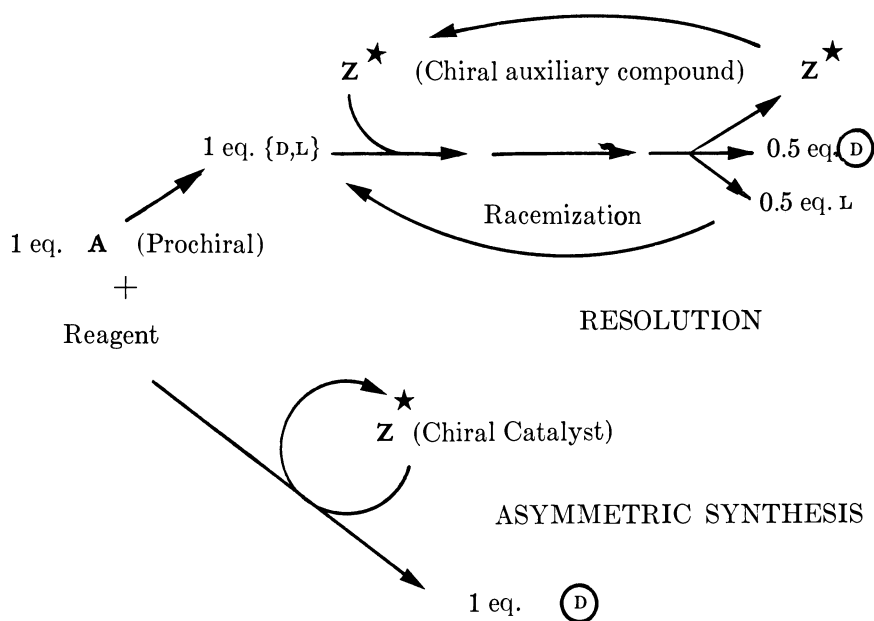 Z★ (Chiral auxiliary compound) Z★
1 eq. {D,L} 0.5 eq. D
0.5 eq. L
Racemization
1 eq. A (Prochiral)
+
Reagent
RESOLUTION
Z★ (Chiral Catalyst)
ASYMMETRIC SYNTHESIS
1 eq. D